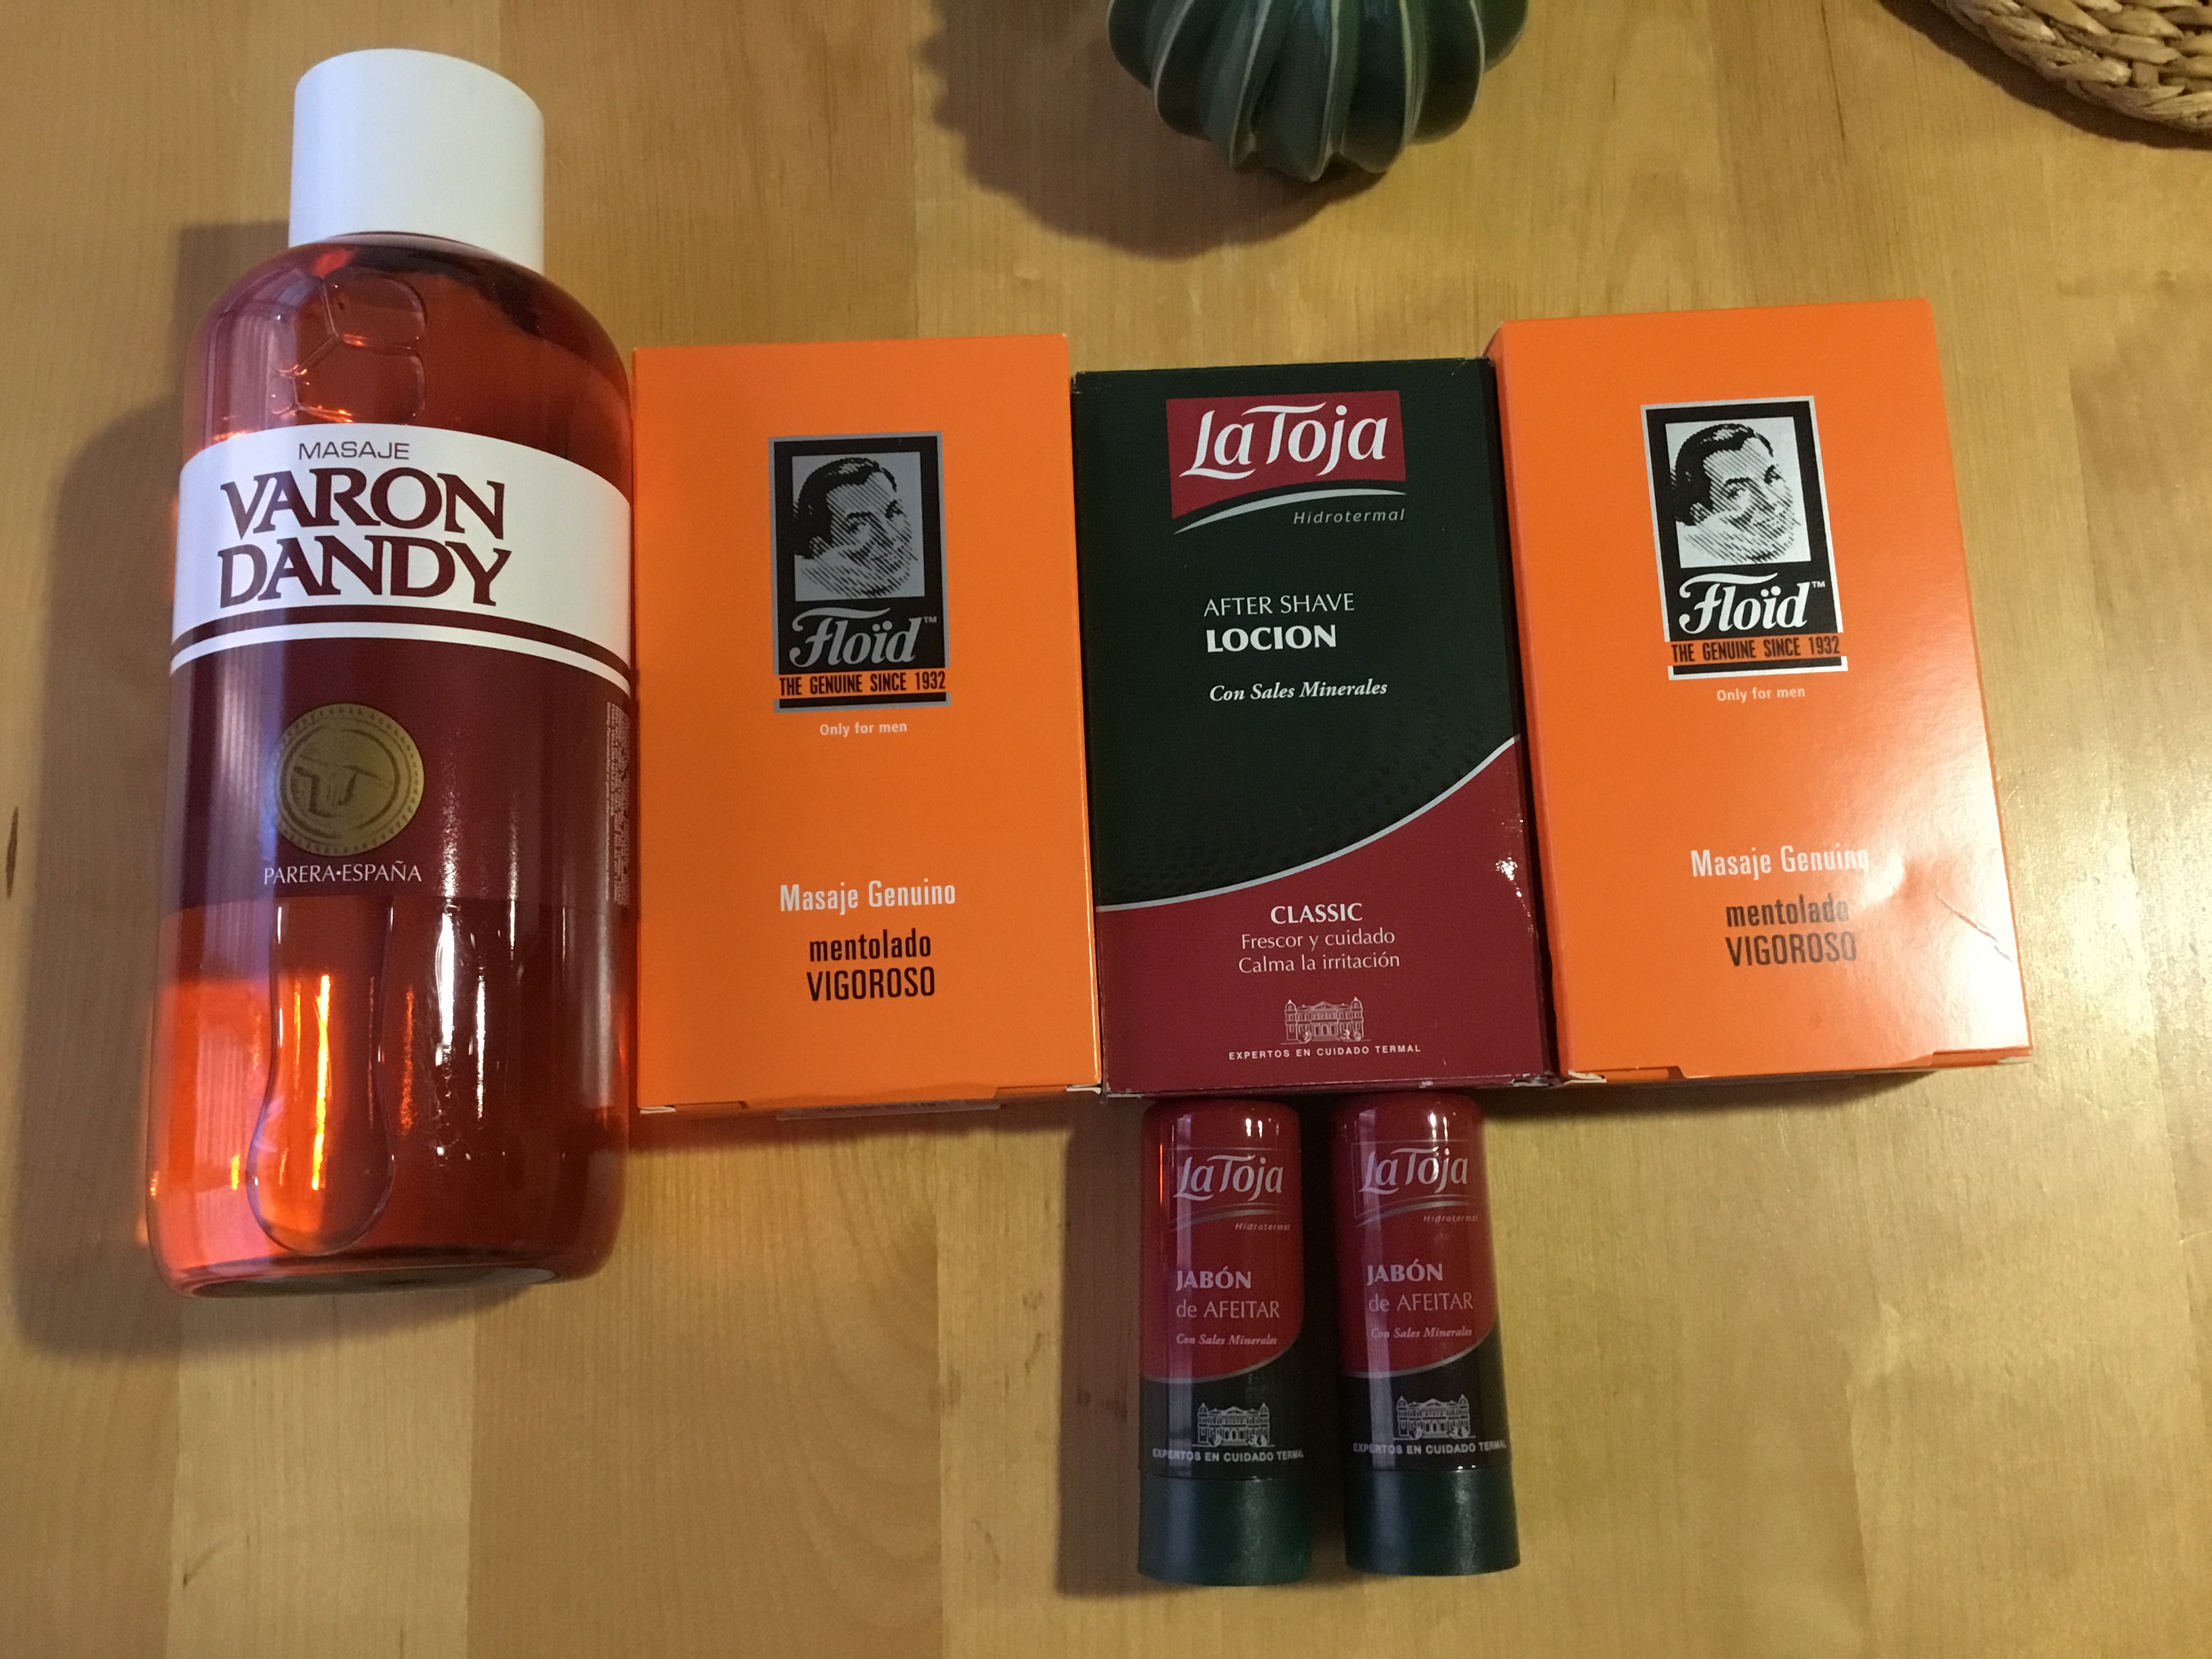 MASAJE
VARON
DANDY
PARERA•ESPAÑA
Floïd™
THE GENUINE SINCE 1932
Only for men
Masaje Genuino
mentolado
VIGOROSO
La Toja
Hidrotermal
AFTER SHAVE
LOCION
Con Sales Minerales
CLASSIC
Frescor y cuidado
Calma la irritación
EXPERTOS EN CUIDADO TERMAL
Floïd™
THE GENUINE SINCE 1932
Only for men
Masaje Genuino
mentolado
VIGOROSO
La Toja
Hidrotermal
JABÓN
de AFEITAR
Con Sales Minerales
EXPERTOS EN CUIDADO TERMAL
La Toja
Hidrotermal
JABÓN
de AFEITAR
Con Sales Minerales
EXPERTOS EN CUIDADO TERMAL